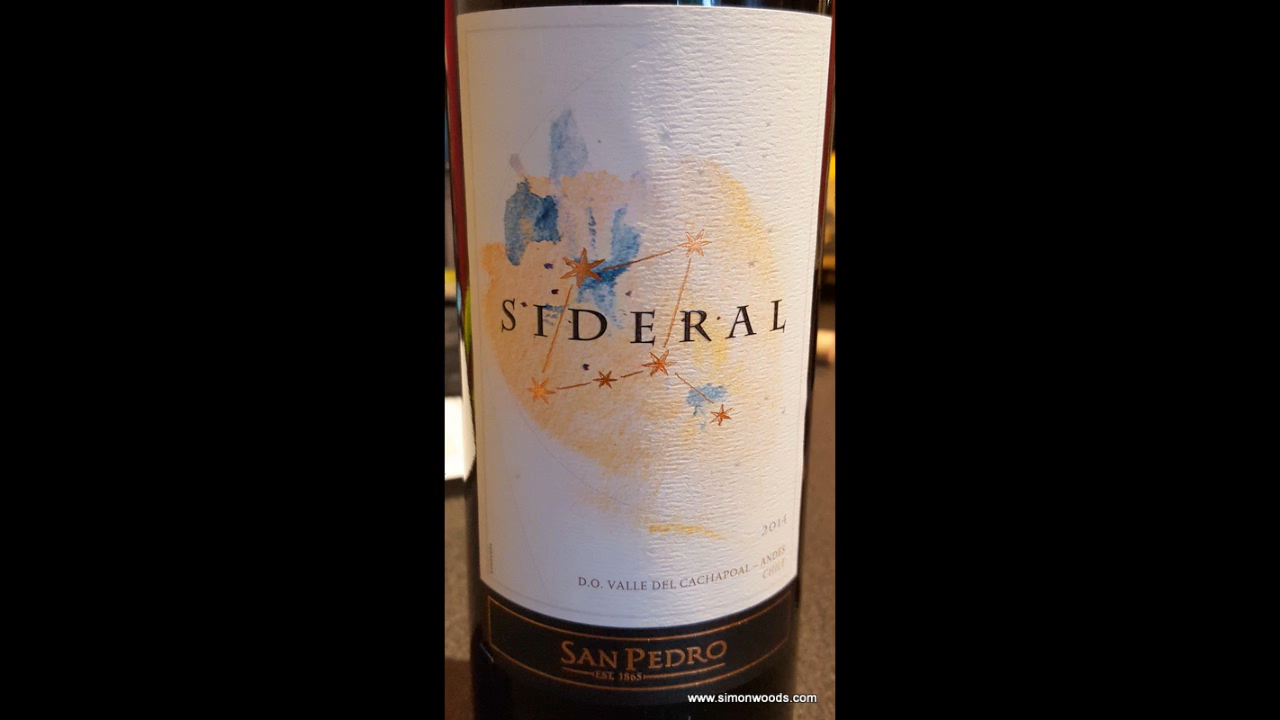 SIDERAL
2014
D.O. VALLE DEL CACHAPOAL – ANDES
CHILE
SAN PEDRO
EST. 1865
www.simonwoods.com